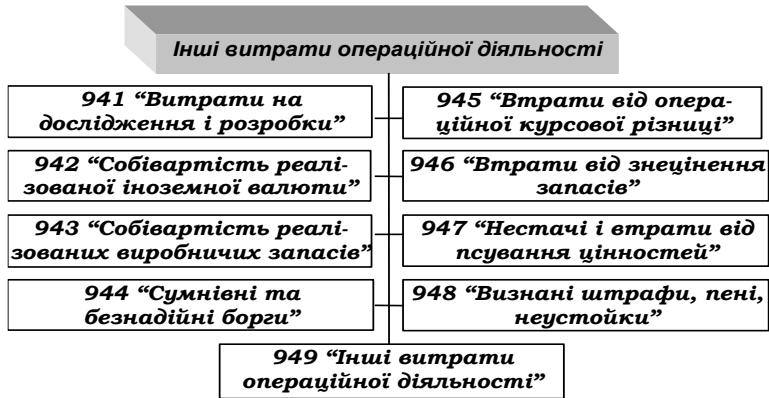 Інші витрати операційної діяльності
941 “Витрати на
дослідження і розробки”
945 “Втрати від опера-
ційної курсової різниці”
942 “Собівартість реалі-
зованої іноземної валюти”
946 “Втрати від знецінення
запасів”
943 “Собівартість реалі-
зованих виробничих запасів”
947 “Нестачі і втрати від
псування цінностей”
944 “Сумнівні та
безнадійні борги”
948 “Визнані штрафи, пені,
неустойки”
949 “Інші витрати
операційної діяльності”